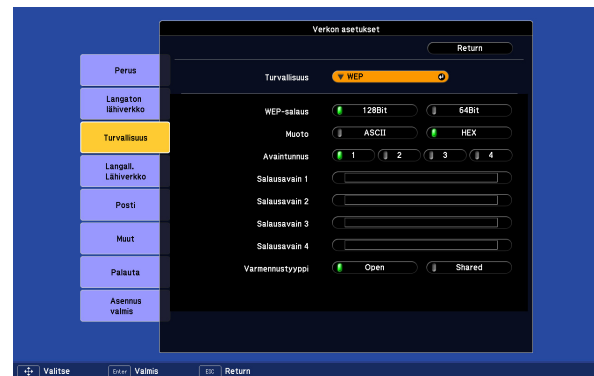 Verkon asetukset
Return
Perus
Langaton
lähiverkko
Turvallisuus
Langall.
Lähiverkko
Posti
Muut
Palauta
Asennus
valmis
Turvallisuus WEP
WEP-salaus 128Bit 64Bit
Muoto ASCII HEX
Avaintunnus 1 2 3 4
Salausavain 1
Salausavain 2
Salausavain 3
Salausavain 4
Varmennustyyppi Open Shared
Valitse Enter Valmis ESC Return